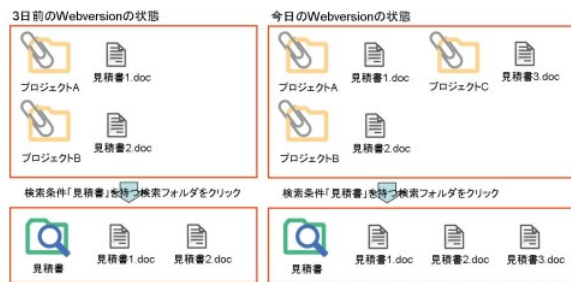 3日前のWebversionの状態
プロジェクトA
見積書1.doc
プロジェクトB
見積書2.doc
検索条件「見積書」を持つ検索フォルダをクリック
見積書
見積書1.doc
見積書2.doc
今日のWebversionの状態
プロジェクトA
見積書1.doc
プロジェクトC
見積書3.doc
プロジェクトB
見積書2.doc
検索条件「見積書」を持つ検索フォルダをクリック
見積書
見積書1.doc
見積書2.doc
見積書3.doc